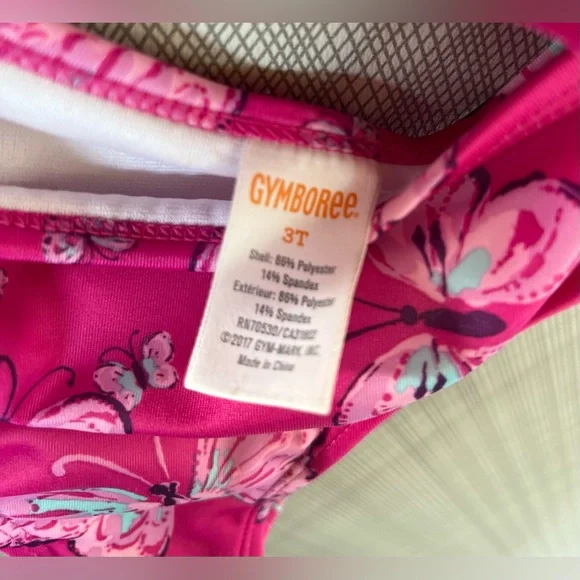 GYMBOREE
3T
Shell: 86% Polyester
14% Spandex
Extérieur: 86% Polyester
14% Spandex
RN70530/CA31602
©2017 GYM-MARK, INC.
Made in China